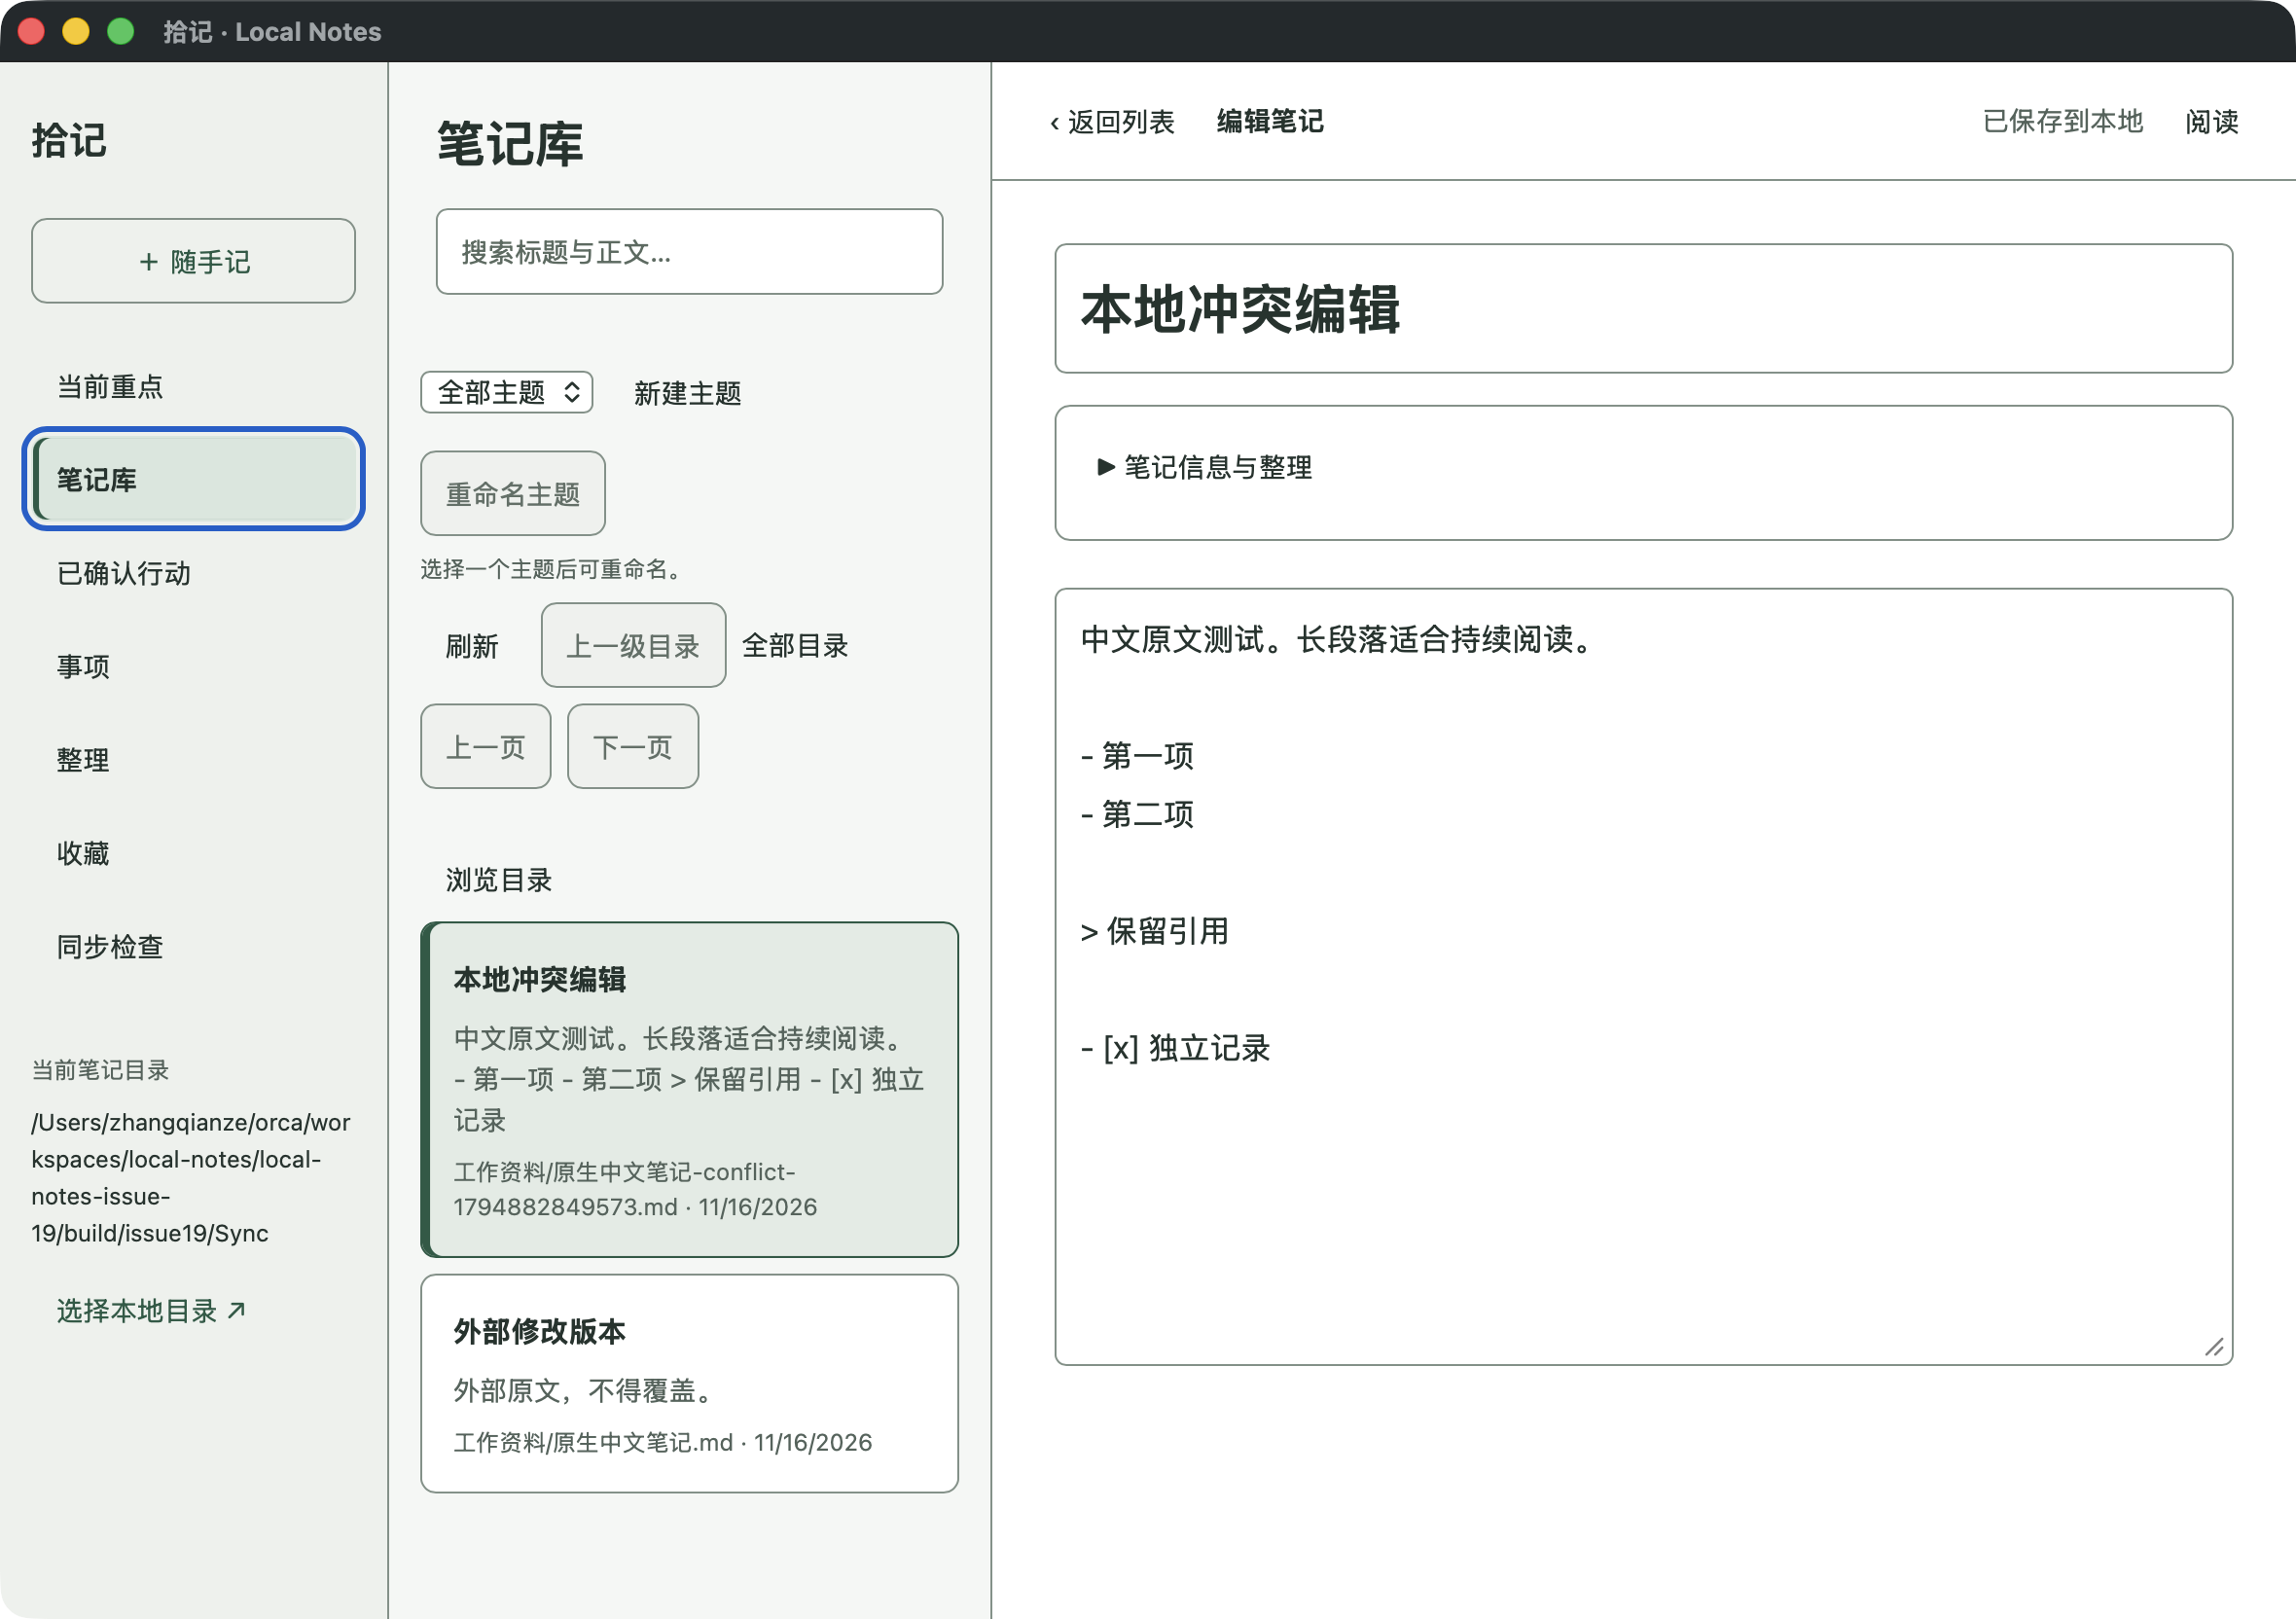 拾记 · Local Notes
拾记
+ 随手记
当前重点
笔记库
已确认行动
事项
整理
收藏
同步检查
当前笔记目录
/Users/zhangqianze/orca/wor
kspaces/local-notes/local-
notes-issue-
19/build/issue19/Sync
选择本地目录 ↗
笔记库
搜索标题与正文...
全部主题 新建主题
重命名主题
选择一个主题后可重命名。
刷新 上一级目录 全部目录
上一页 下一页
浏览目录
本地冲突编辑
中文原文测试。长段落适合持续阅读。
- 第一项 - 第二项 > 保留引用 - [x] 独立
记录
工作资料/原生中文笔记-conflict-
1794882849573.md · 11/16/2026
外部修改版本
外部原文，不得覆盖。
工作资料/原生中文笔记.md · 11/16/2026
‹ 返回列表 编辑笔记 已保存到本地 阅读
本地冲突编辑
▶ 笔记信息与整理
中文原文测试。长段落适合持续阅读。
- 第一项
- 第二项
> 保留引用
- [x] 独立记录